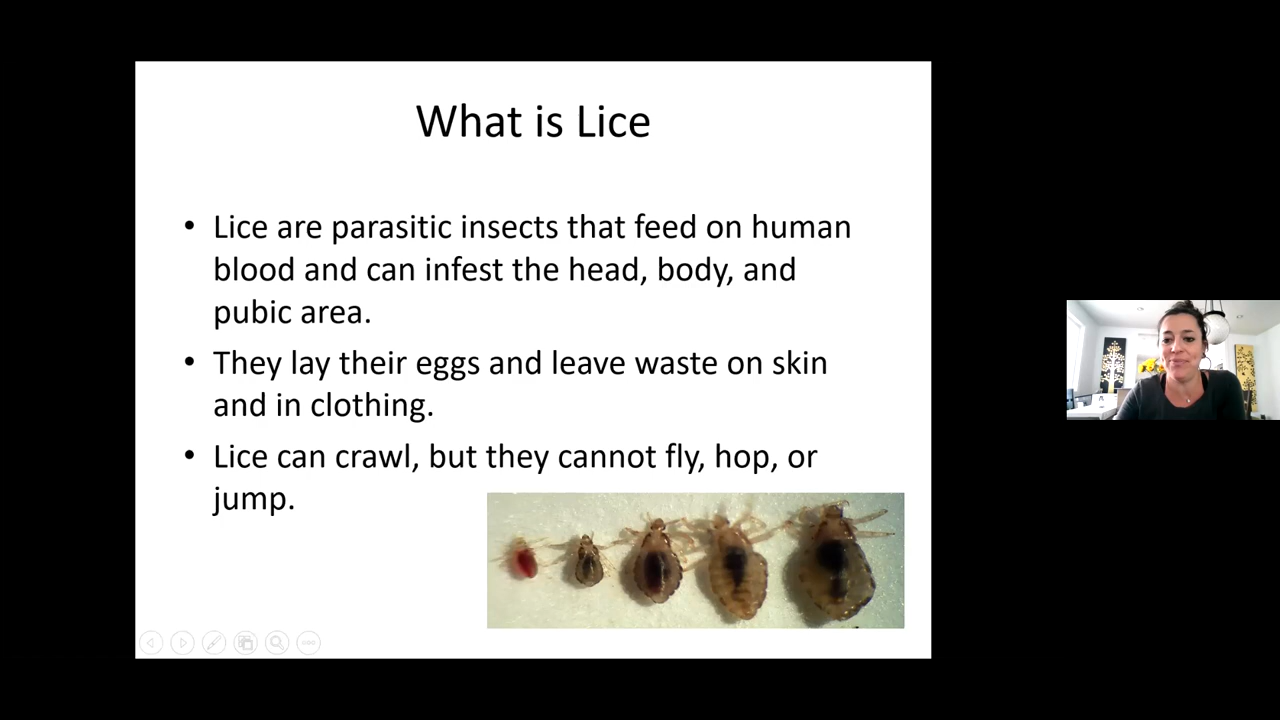 What is Lice
• Lice are parasitic insects that feed on human
blood and can infest the head, body, and
pubic area.
• They lay their eggs and leave waste on skin
and in clothing.
• Lice can crawl, but they cannot fly, hop, or
jump.